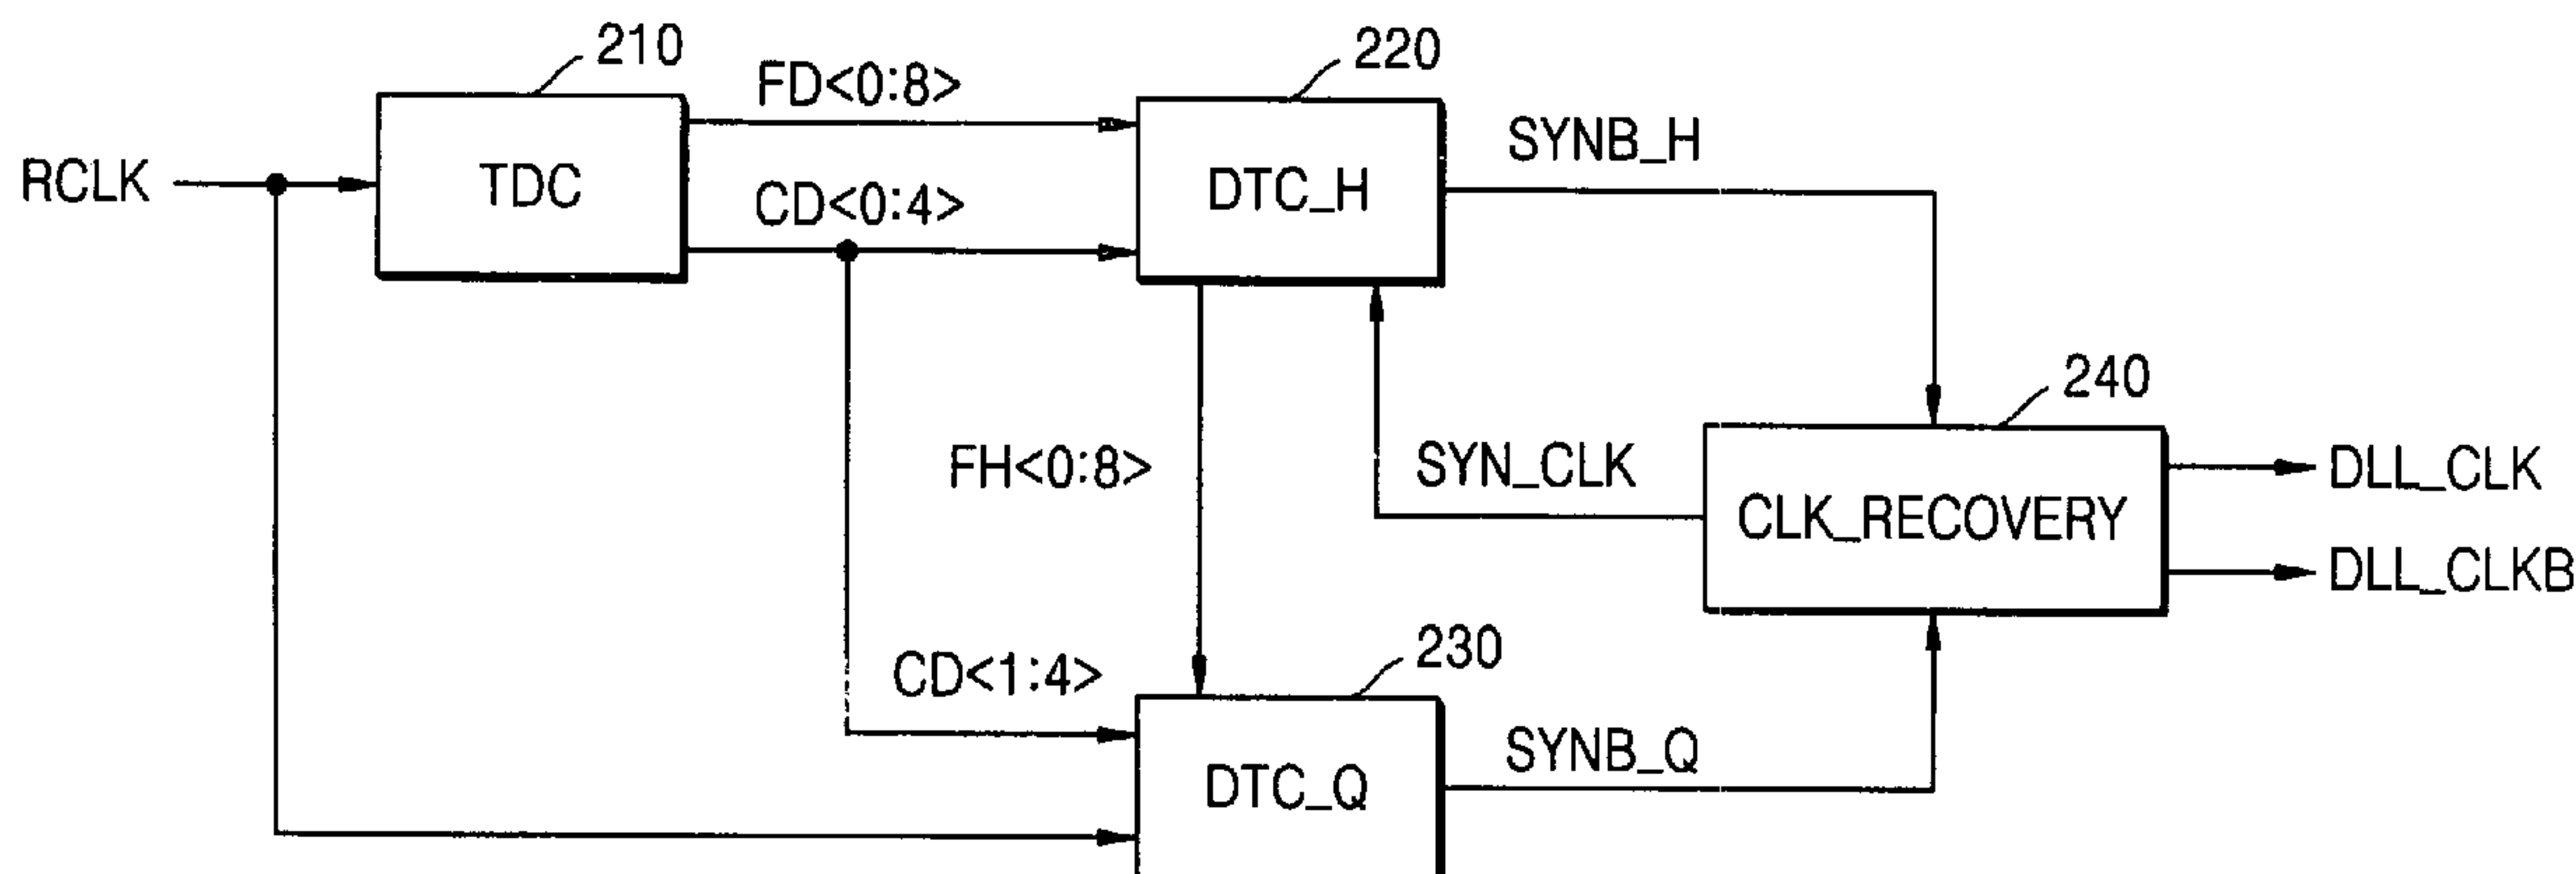 210
220
FD<0:8>
SYNB_H
RCLK
TDC
DTC_H
CD<0:4>
240
FH<0:8>
SYN_CLK
DLL_CLK
CLK_RECOVERY
DLL_CLKB
230
CD<1:4>
SYNB_Q
DTC_Q